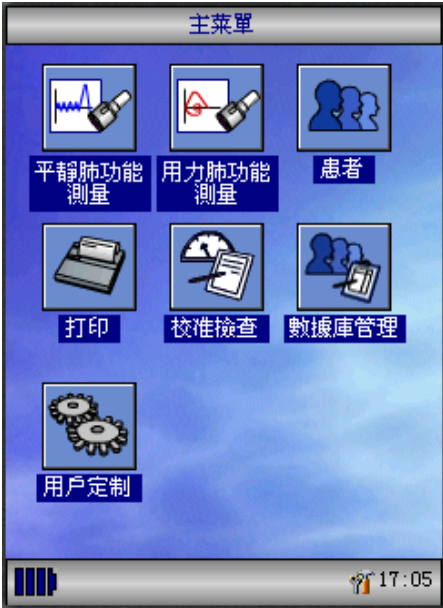 主菜單
平靜肺功能
測量
用力肺功能
測量
患者
打印
校准檢查
數據庫管理
用戶定制
17:05